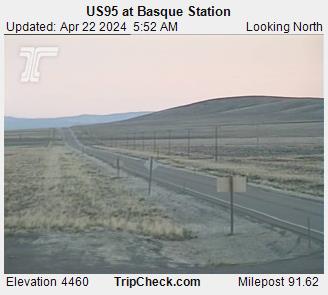 US95 at Basque Station
Updated: Apr 22 2024 5:52 AM Looking North
Elevation 4460 TripCheck.com Milepost 91.62